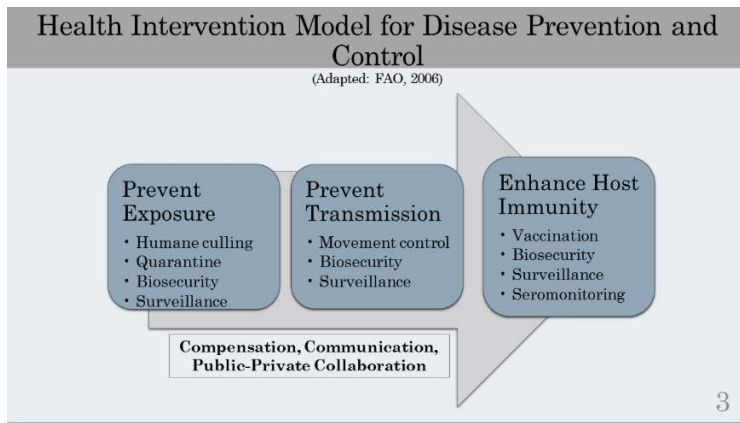 Health Intervention Model for Disease Prevention and
Control
(Adapted: FAO, 2006)
Prevent
Exposure
• Humane culling
• Quarantine
• Biosecurity
• Surveillance
Prevent
Transmission
• Movement control
• Biosecurity
• Surveillance
Enhance Host
Immunity
• Vaccination
• Biosecurity
• Surveillance
• Seromonitoring
Compensation, Communication,
Public-Private Collaboration
3